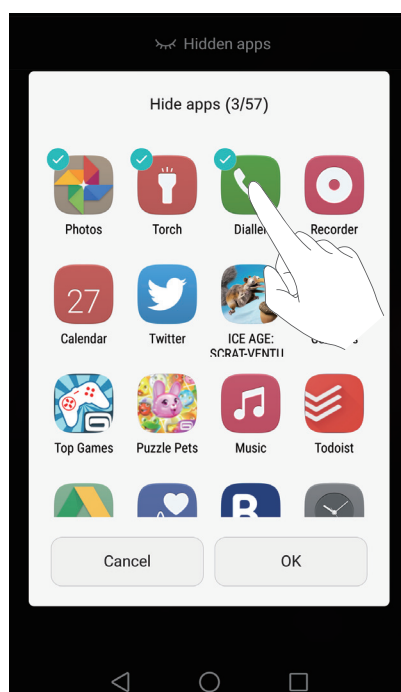 Hidden apps
Hide apps (3/57)
Photos Torch Dialler Recorder
27
Calendar Twitter ICE AGE:
SCRAT-VENTU
Top Games Puzzle Pets Music Todoist
B
Cancel OK